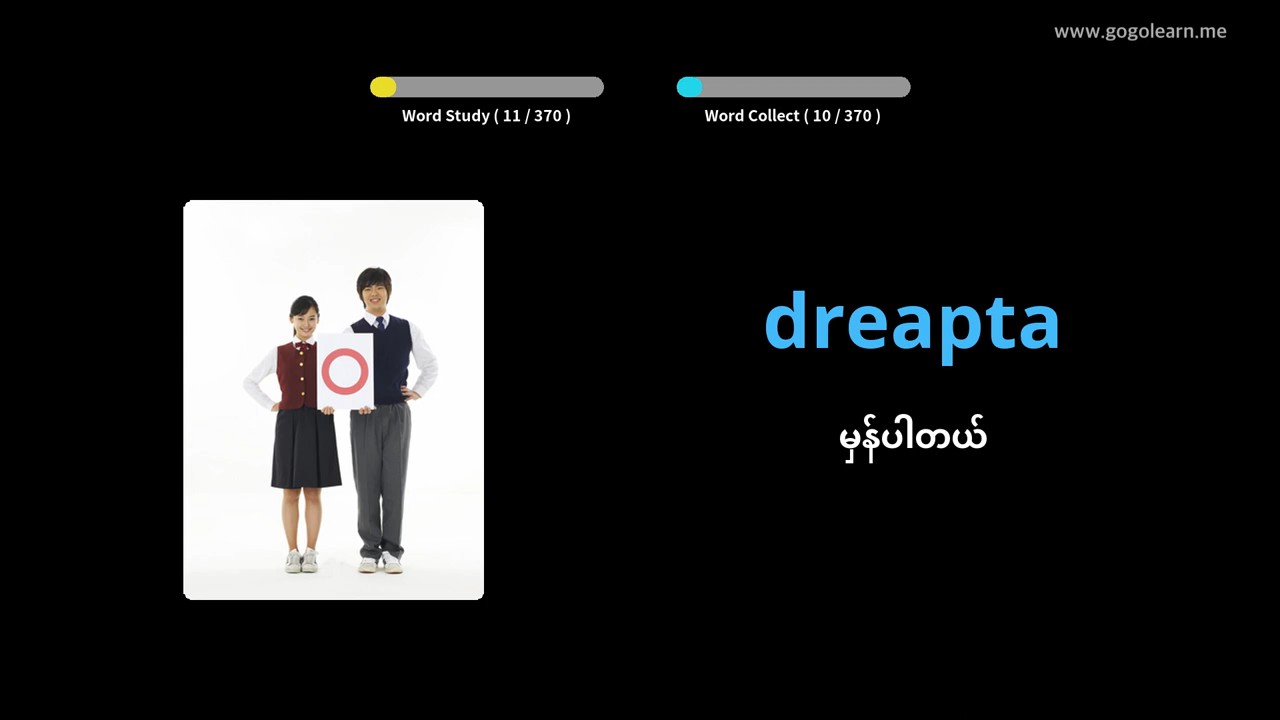 www.gogolearn.me
Word Study ( 11 / 370 )
Word Collect ( 10 / 370 )
dreapta
မှန်ပါတယ်